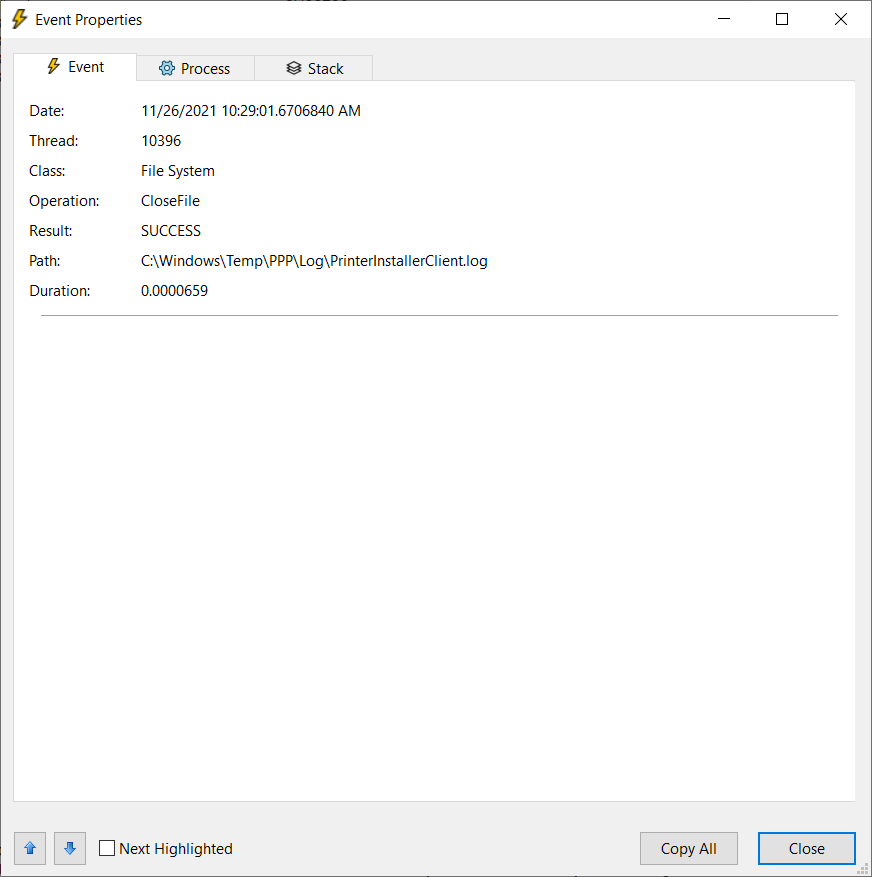 Event Properties
Event Process Stack
Date: 11/26/2021 10:29:01.6706840 AM
Thread: 10396
Class: File System
Operation: CloseFile
Result: SUCCESS
Path: C:\Windows\Temp\PPP\Log\PrinterInstallerClient.log
Duration: 0.0000659
Next Highlighted Copy All Close